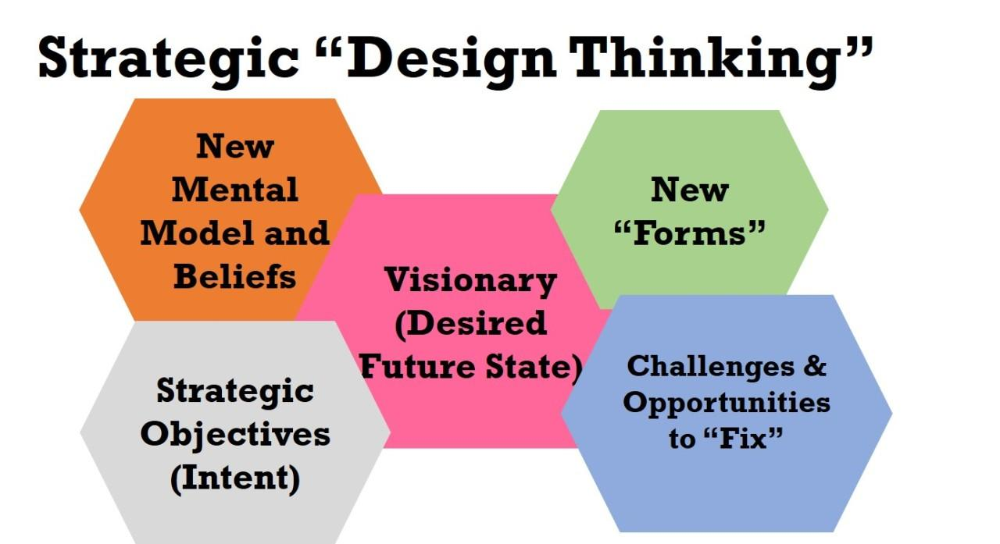 Strategic “Design Thinking”
New
Mental
Model and
Beliefs
New
“Forms”
Visionary
(Desired
Future State)
Strategic
Objectives
(Intent)
Challenges &
Opportunities
to “Fix”